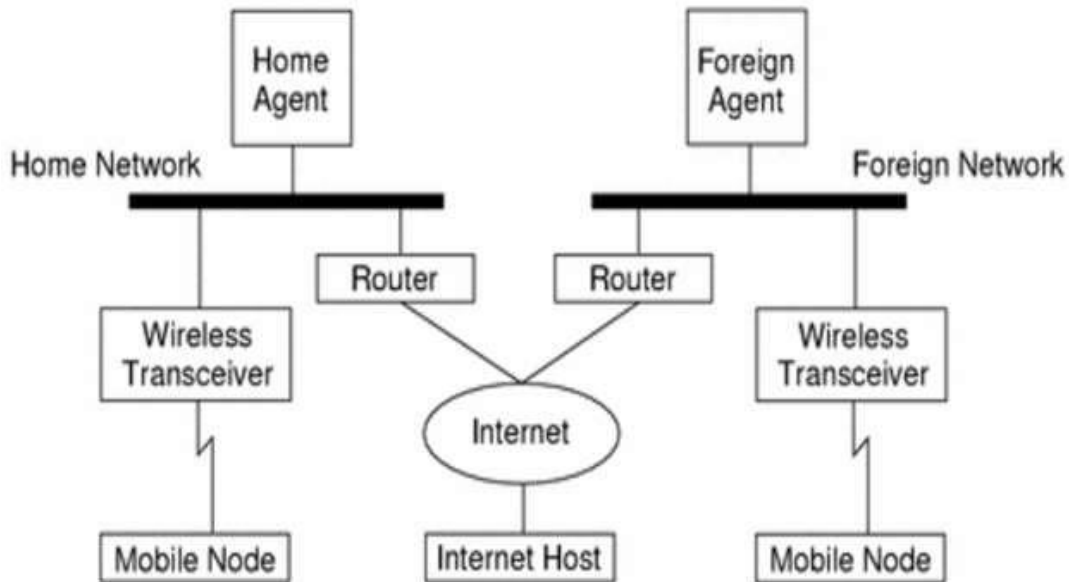 Home
Agent
Foreign
Agent
Home Network
Foreign Network
Router
Router
Wireless
Transceiver
Wireless
Transceiver
Internet
Mobile Node
Internet Host
Mobile Node